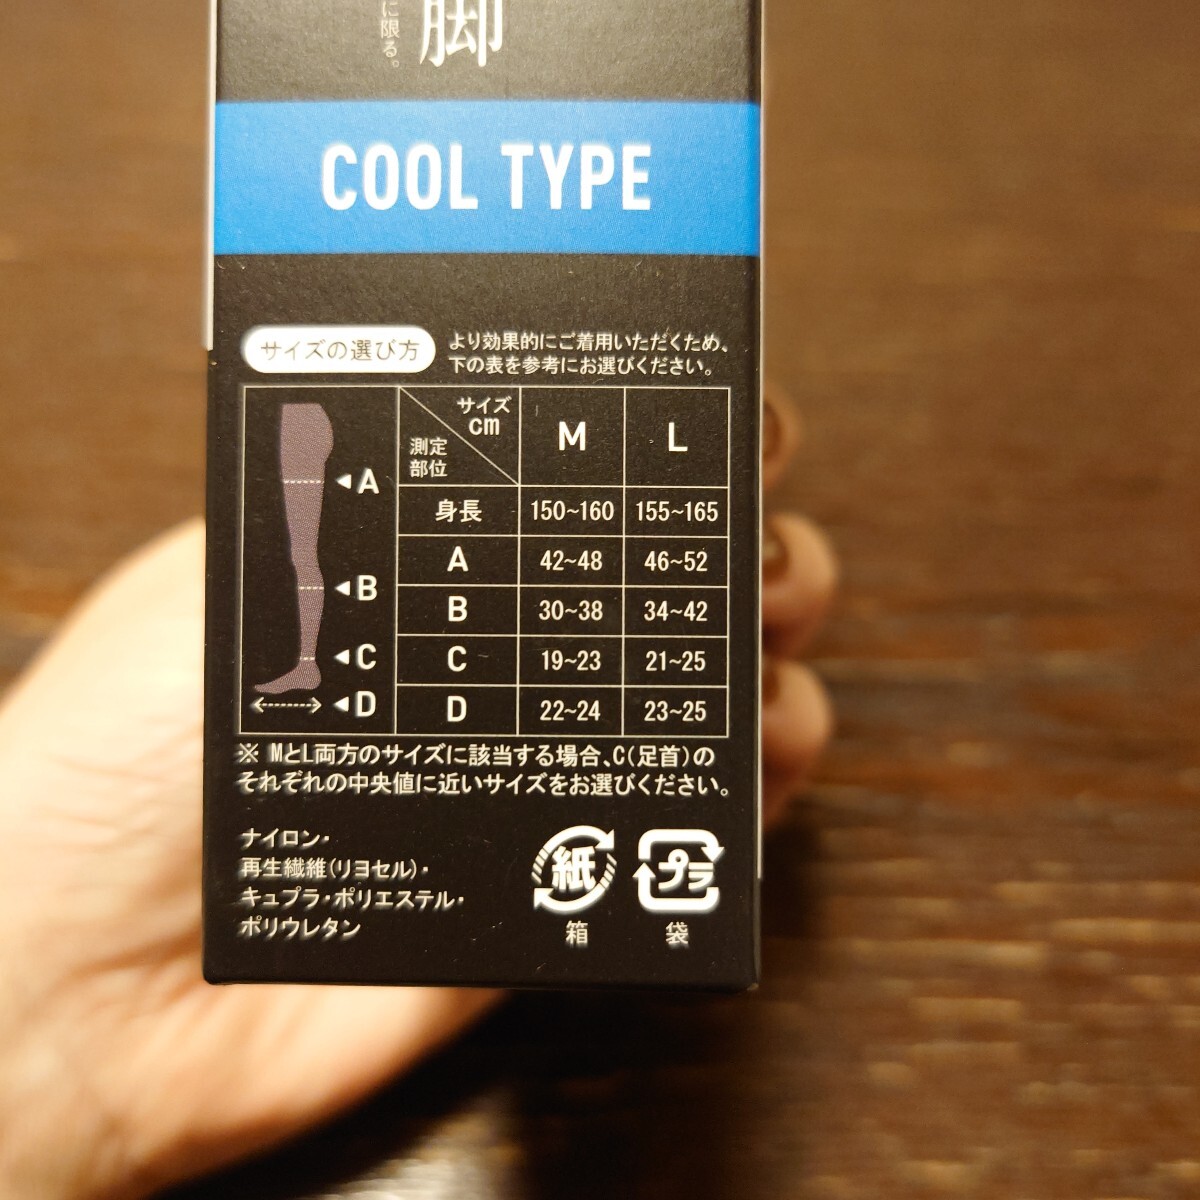 に限る。
脚
COOL TYPE
サイズの選び方
より効果的にご着用いただくため、
下の表を参考にお選びください。
A
B
C
D
サイズ cm 測定部位 M L
身長 150~160 155~165
A 42~48 46~52
B 30~38 34~42
C 19~23 21~25
D 22~24 23~25
※ MとL両方のサイズに該当する場合、C(足首)の
それぞれの中央値に近いサイズをお選びください。
ナイロン・
再生繊維(リヨセル)・
キュプラ・ポリエステル・
ポリウレタン
紙
箱
プラ
袋